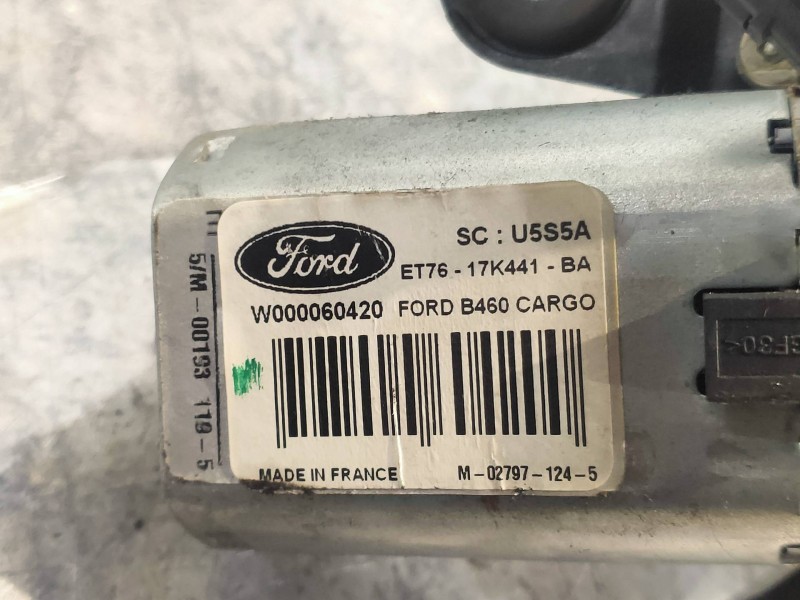 Ford
SC : U5S5A
ET76 - 17K441 - BA
W000060420 FORD B460 CARGO
MADE IN FRANCE
M-02797-124-5
5/M-00193 119-5
GF30<